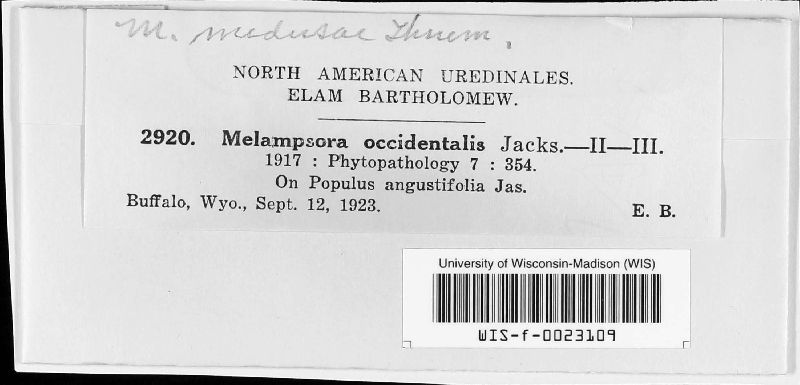 M. medusae Thuem.
NORTH AMERICAN UREDINALES.
ELAM BARTHOLOMEW.
2920. Melampsora occidentalis Jacks.—II—III.
1917 : Phytopathology 7 : 354.
On Populus angustifolia Jas.
Buffalo, Wyo., Sept. 12, 1923. E. B.
University of Wisconsin-Madison (WIS)
WIS-f-0023109